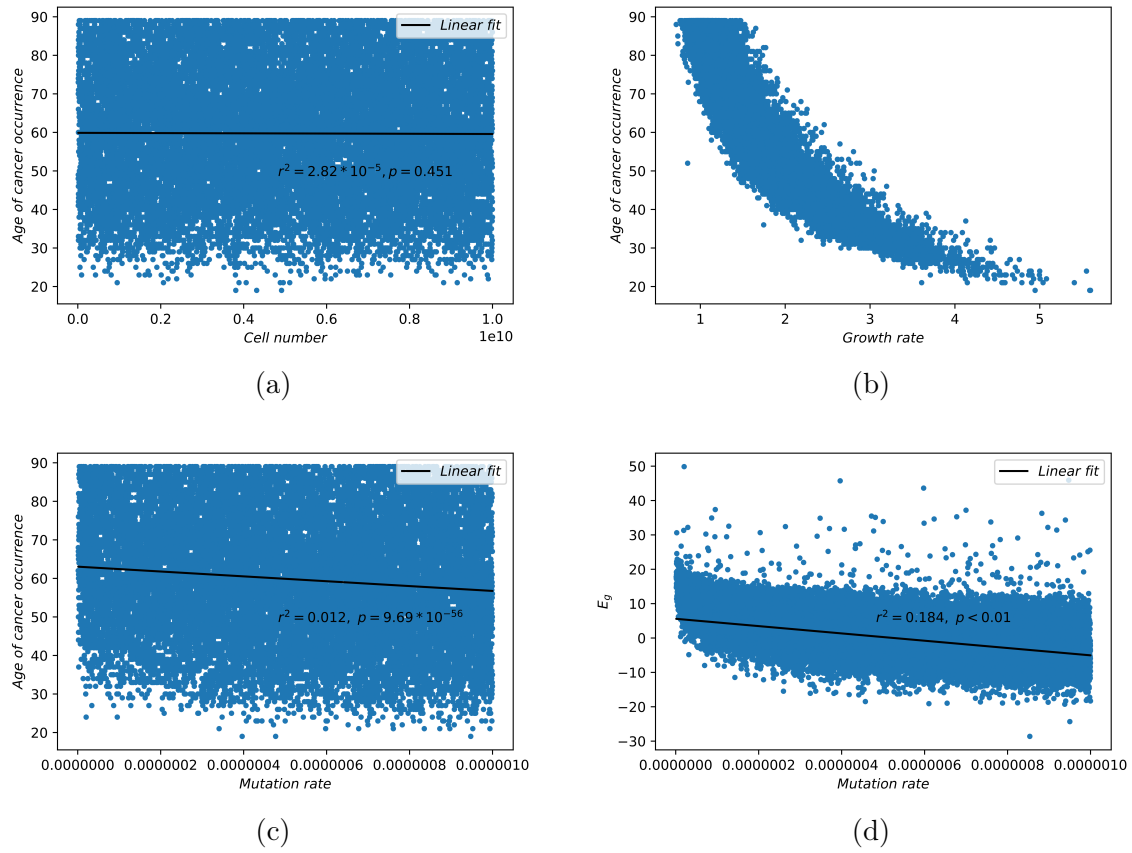 90
80
70
60
50
40
30
20
Age of cancer occurrence
Linear fit
r² = 2.82 * 10⁻⁵, p = 0.451
0.0 0.2 0.4 0.6 0.8 1.0
1e10
Cell number
(a)
90
80
70
60
50
40
30
20
Age of cancer occurrence
1 2 3 4 5
Growth rate
(b)
90
80
70
60
50
40
30
20
Age of cancer occurrence
Linear fit
r² = 0.012, p = 9.69 * 10⁻⁵⁶
0.0000000 0.0000002 0.0000004 0.0000006 0.0000008 0.0000010
Mutation rate
(c)
50
40
30
20
10
0
−10
−20
−30
E_g
Linear fit
r² = 0.184, p < 0.01
0.0000000 0.0000002 0.0000004 0.0000006 0.0000008 0.0000010
Mutation rate
(d)